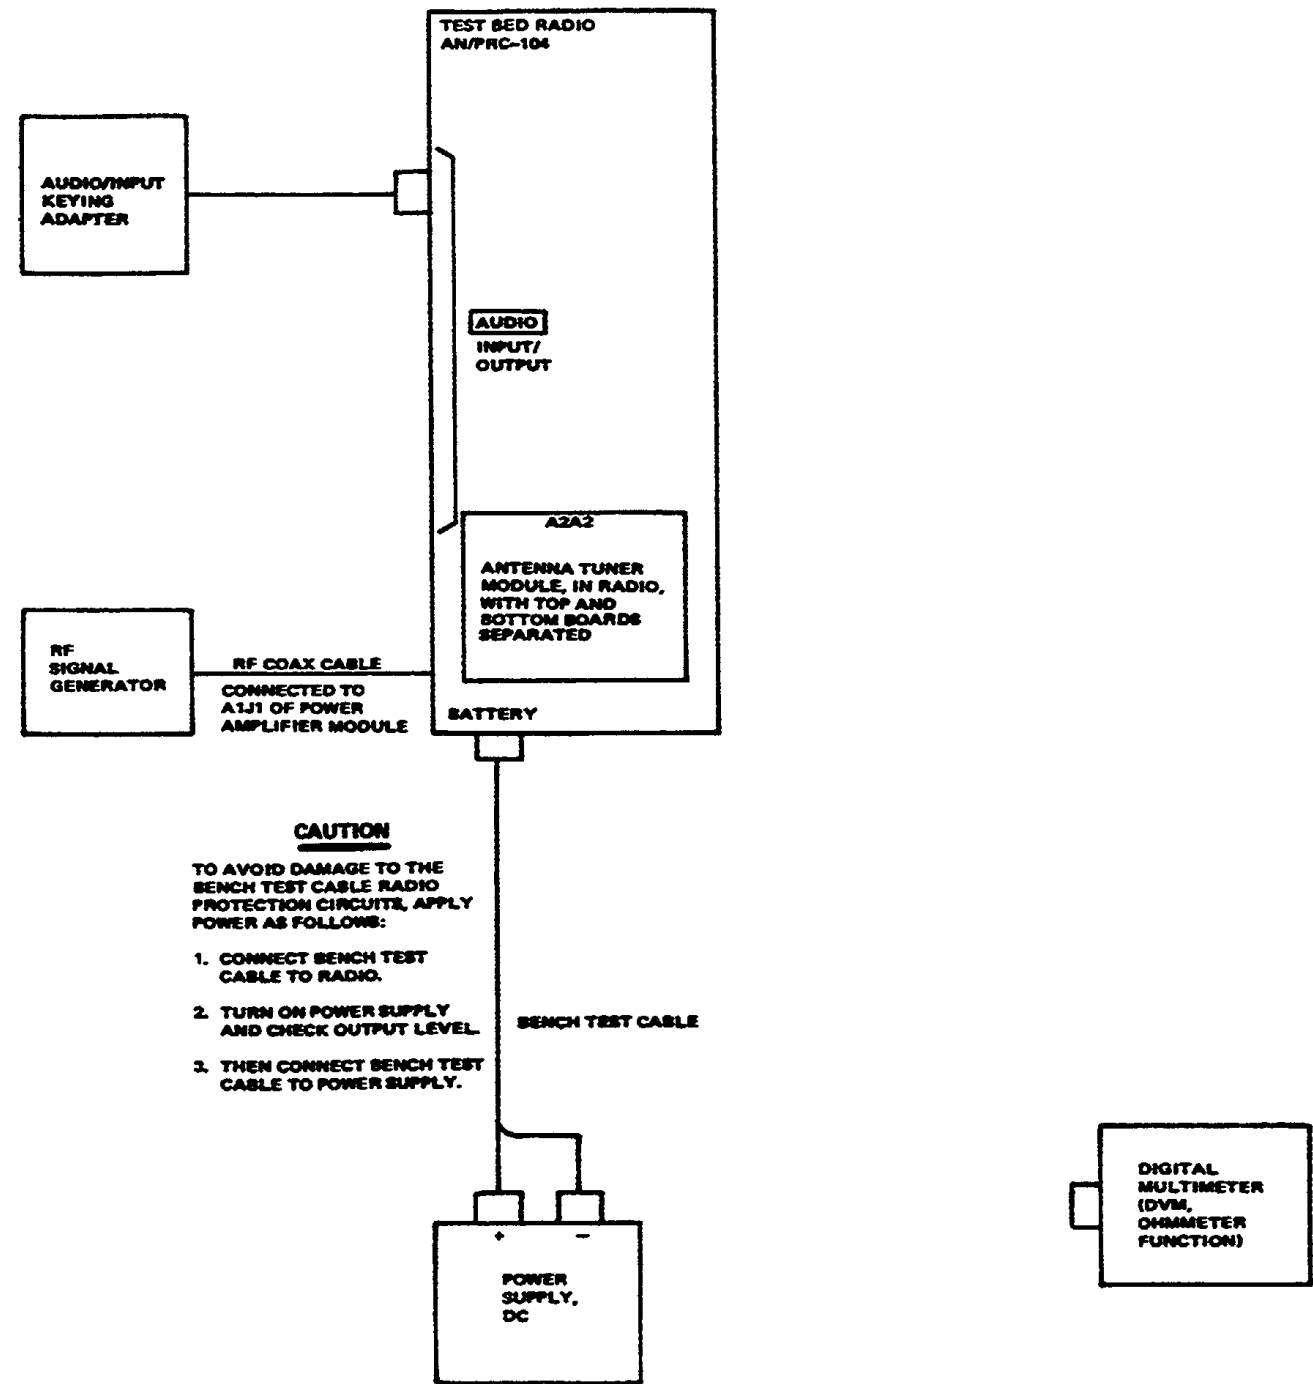 TEST BED RADIO
AN/PRC-104
AUDIO/INPUT
KEYING
ADAPTER
AUDIO
INPUT/
OUTPUT
A2A2
ANTENNA TUNER
MODULE, IN RADIO,
WITH TOP AND
BOTTOM BOARDS
SEPARATED
RF
SIGNAL
GENERATOR
RF COAX CABLE
CONNECTED TO
A1J1 OF POWER
AMPLIFIER MODULE
BATTERY
CAUTION
TO AVOID DAMAGE TO THE
BENCH TEST CABLE RADIO
PROTECTION CIRCUITS, APPLY
POWER AS FOLLOWS:
1. CONNECT BENCH TEST
CABLE TO RADIO.
2. TURN ON POWER SUPPLY
AND CHECK OUTPUT LEVEL.
3. THEN CONNECT BENCH TEST
CABLE TO POWER SUPPLY.
BENCH TEST CABLE
+ −
POWER
SUPPLY,
DC
DIGITAL
MULTIMETER
(DVM,
OHMMETER
FUNCTION)